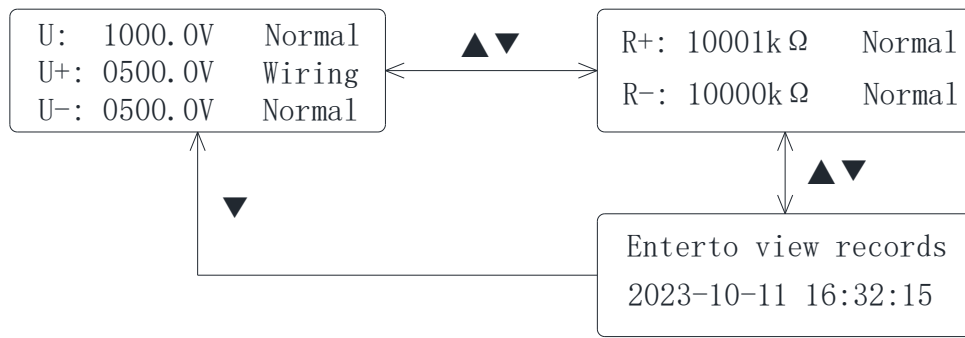 U: 1000.0V Normal
U+: 0500.0V Wiring
U-: 0500.0V Normal
▲▼
R+: 10001kΩ Normal
R-: 10000kΩ Normal
▲▼
▼
Enterto view records
2023-10-11 16:32:15